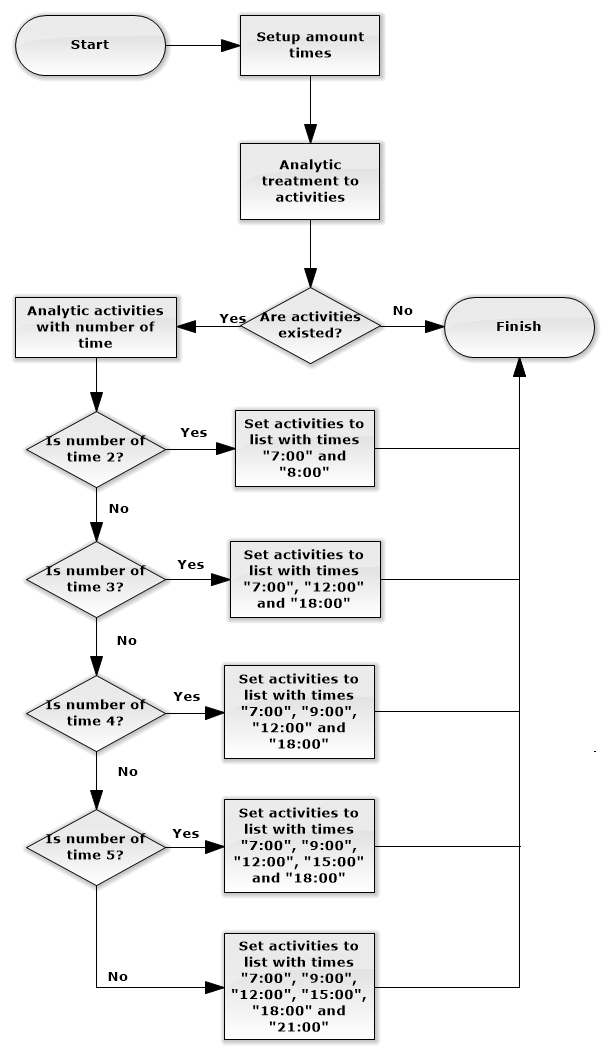 Start
Setup amount
times
Analytic
treatment to
activities
Are activities
existed?
Yes
No
Analytic activities
with number of
time
Finish
Is number of
time 2?
Yes
Set activities to
list with times
"7:00" and
"8:00"
No
Is number of
time 3?
Yes
Set activities to
list with times
"7:00", "12:00"
and "18:00"
No
Is number of
time 4?
Yes
Set activities to
list with times
"7:00", "9:00",
"12:00" and
"18:00"
No
Is number of
time 5?
Yes
Set activities to
list with times
"7:00", "9:00",
"12:00", "15:00"
and "18:00"
No
Set activities to
list with times
"7:00", "9:00",
"12:00", "15:00",
"18:00" and
"21:00"